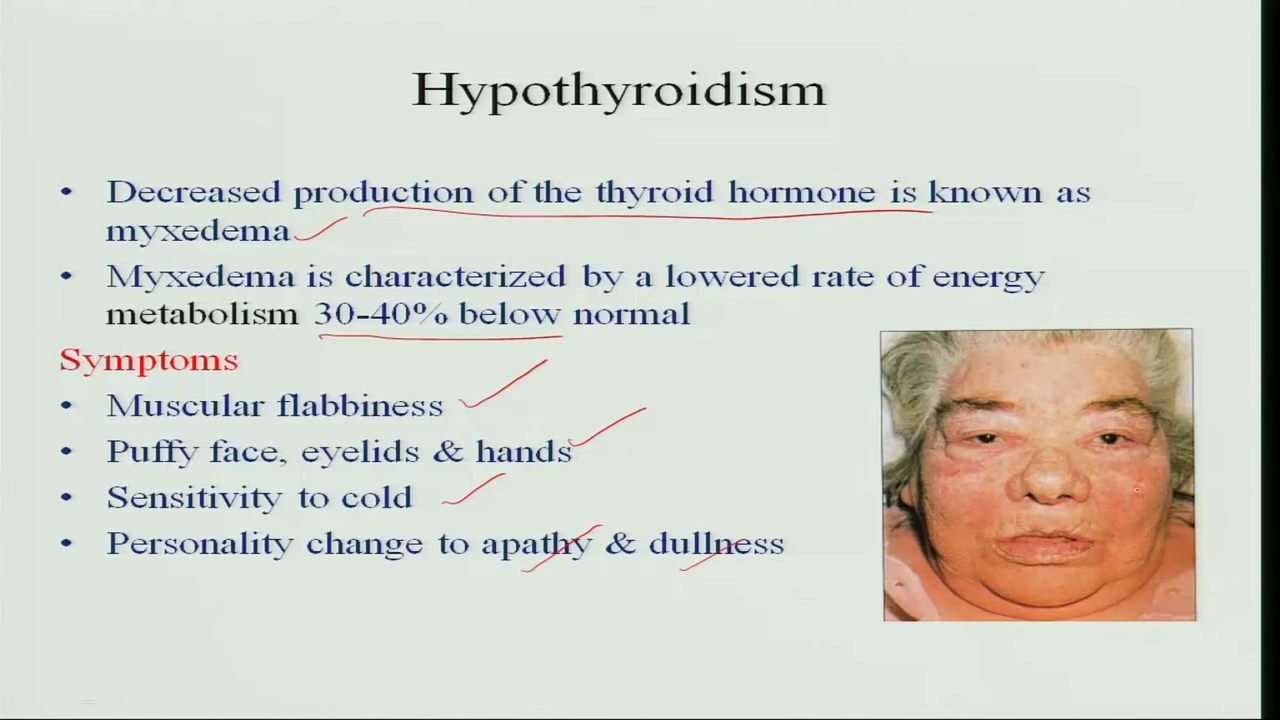 Hypothyroidism
• Decreased production of the thyroid hormone is known as
myxedema
• Myxedema is characterized by a lowered rate of energy
metabolism 30-40% below normal
Symptoms
• Muscular flabbiness
• Puffy face, eyelids & hands
• Sensitivity to cold
• Personality change to apathy & dullness